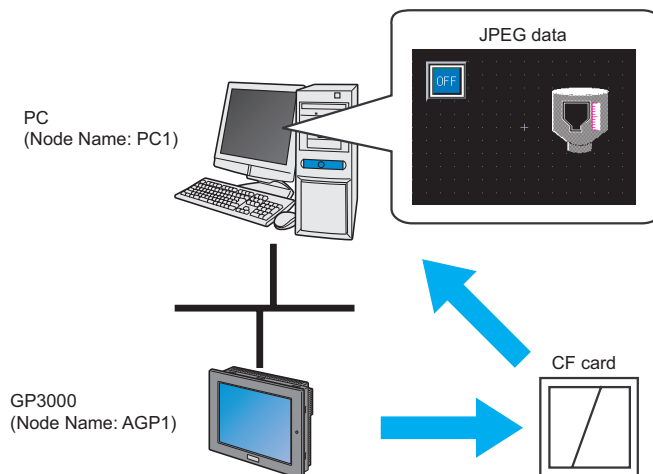 JPEG data
OFF
PC
(Node Name: PC1)
CF card
GP3000
(Node Name: AGP1)